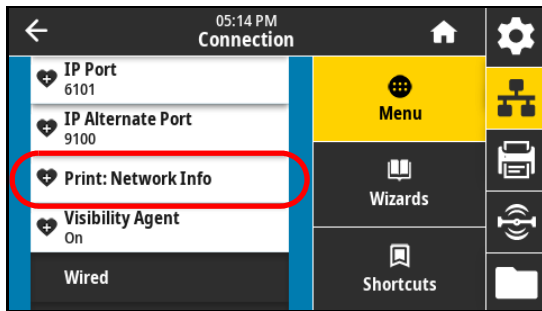 05:14 PM
Connection
IP Port
6101
IP Alternate Port
9100
Print: Network Info
Visibility Agent
On
Wired
Menu
Wizards
Shortcuts